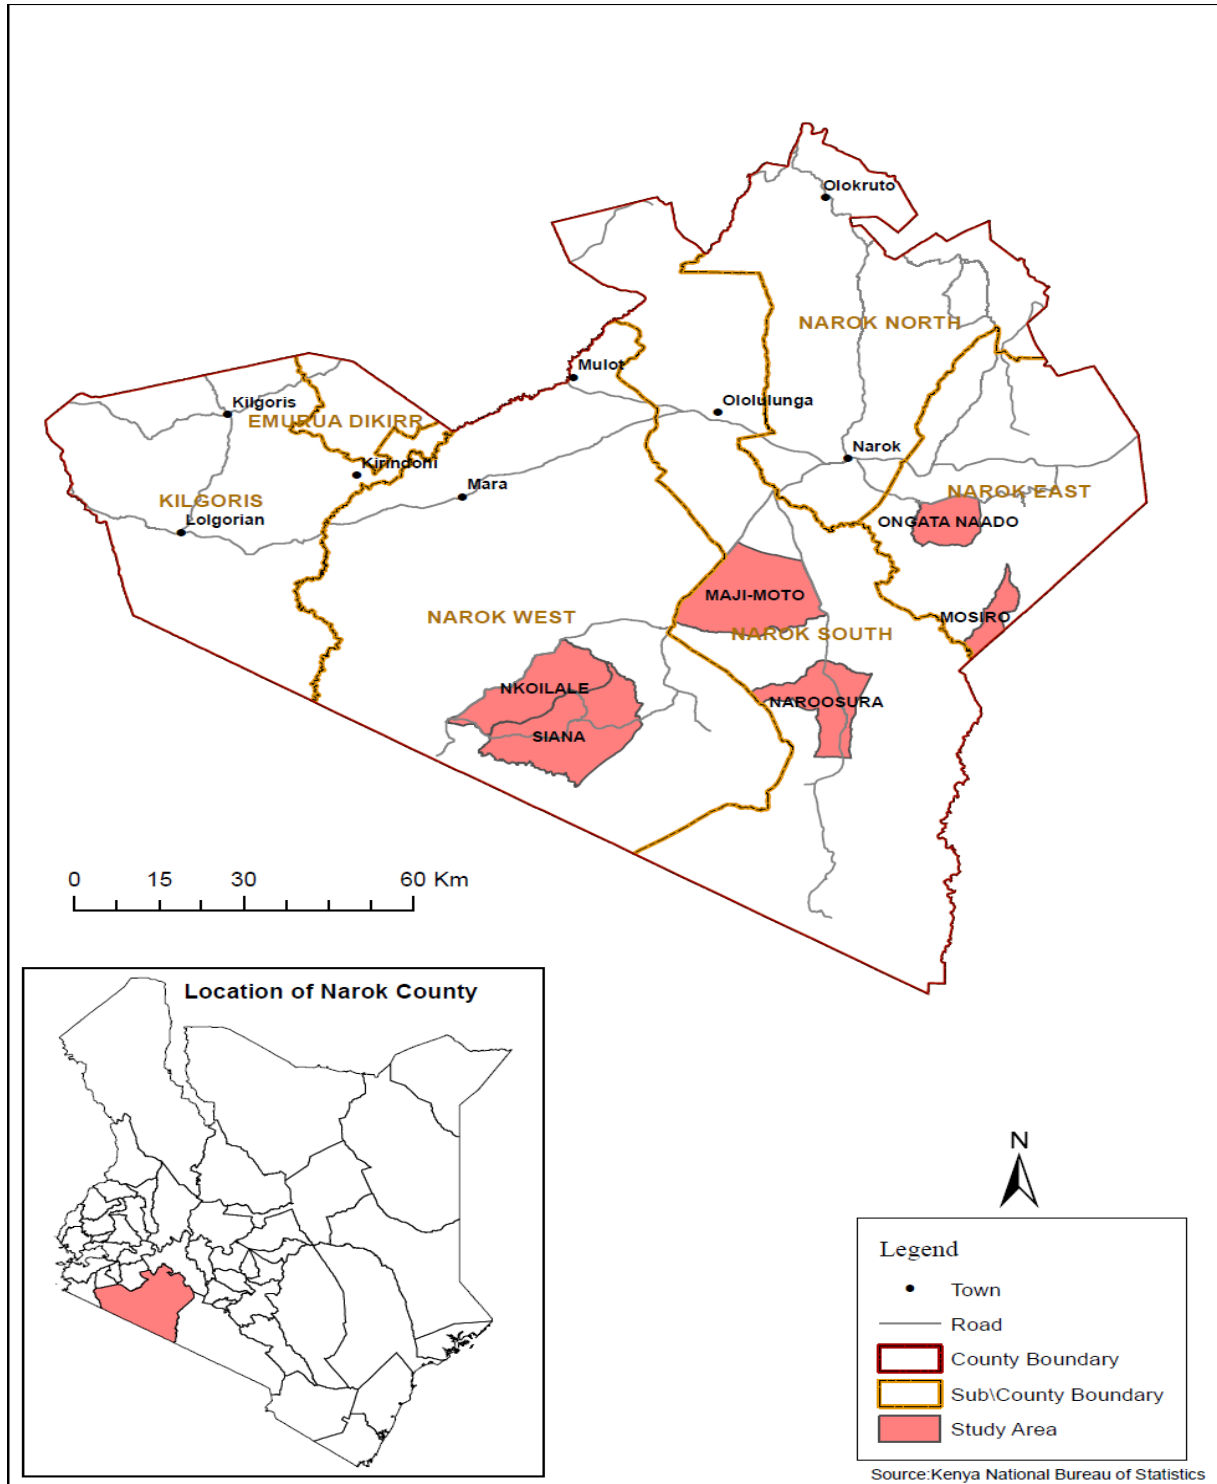 Olokruto
NAROK NORTH
Mulot
Kilgoris
Ololulunga
EMURUA DIKIRR
Narok
Kirindoni
Mara
NAROK EAST
KILGORIS
Lolgorian
ONGATA NAADO
MAJI-MOTO
NAROK WEST
MOSIRO
NAROK SOUTH
NKOILALE
NAROOSURA
SIANA
0 15 30 60 Km
Location of Narok County
N
Legend
Town
Road
County Boundary
Sub\County Boundary
Study Area
Source:Kenya National Bureau of Statistics